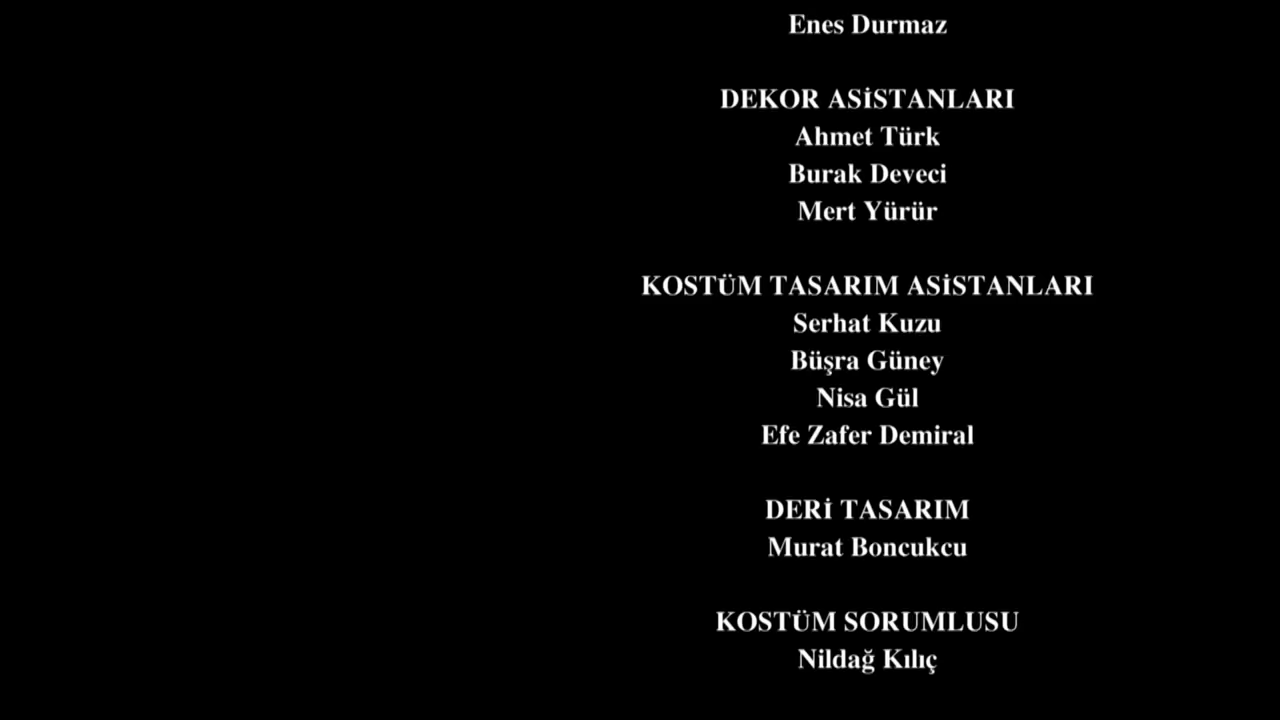 Enes Durmaz
DEKOR ASİSTANLARI
Ahmet Türk
Burak Deveci
Mert Yürür
KOSTÜM TASARIM ASİSTANLARI
Serhat Kuzu
Büşra Güney
Nisa Gül
Efe Zafer Demiral
DERİ TASARIM
Murat Boncukcu
KOSTÜM SORUMLUSU
Nildağ Kılıç